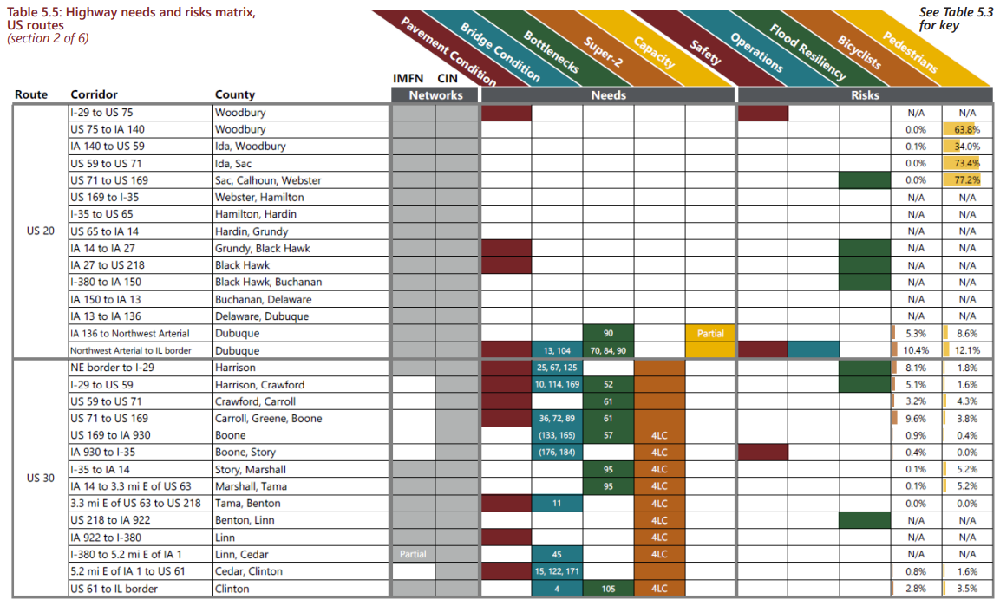 Table 5.5: Highway needs and risks matrix,
US routes
(section 2 of 6)
See Table 5.3
for key
Pavement Condition
Bridge Condition
Bottlenecks
Super-2
Capacity
Safety
Operations
Flood Resiliency
Bicyclists
Pedestrians
IMFN CIN
Route Corridor County Networks Needs Risks
I-29 to US 75 Woodbury N/A N/A
US 75 to IA 140 Woodbury 0.0% 63.8%
IA 140 to US 59 Ida, Woodbury 0.1% 34.0%
US 59 to US 71 Ida, Sac 0.0% 73.4%
US 71 to US 169 Sac, Calhoun, Webster 0.0% 77.2%
US 169 to I-35 Webster, Hamilton N/A N/A
I-35 to US 65 Hamilton, Hardin N/A N/A
US 20 US 65 to IA 14 Hardin, Grundy N/A N/A
IA 14 to IA 27 Grundy, Black Hawk N/A N/A
IA 27 to US 218 Black Hawk N/A N/A
I-380 to IA 150 Black Hawk, Buchanan N/A N/A
IA 150 to IA 13 Buchanan, Delaware N/A N/A
IA 13 to IA 136 Delaware, Dubuque N/A N/A
IA 136 to Northwest Arterial Dubuque 90 Partial 5.3% 8.6%
Northwest Arterial to IL border Dubuque 13, 104 70, 84, 90 10.4% 12.1%
NE border to I-29 Harrison 25, 67, 125 8.1% 1.8%
I-29 to US 59 Harrison, Crawford 10, 114, 169 52 5.1% 1.6%
US 59 to US 71 Crawford, Carroll 61 3.2% 4.3%
US 71 to US 169 Carroll, Greene, Boone 36, 72, 89 61 9.6% 3.8%
US 169 to IA 930 Boone (133, 165) 57 4LC 0.9% 0.4%
IA 930 to I-35 Boone, Story (176, 184) 4LC 0.4% 0.0%
I-35 to IA 14 Story, Marshall 95 4LC 0.1% 5.2%
US 30 IA 14 to 3.3 mi E of US 63 Marshall, Tama 95 4LC 0.1% 5.2%
3.3 mi E of US 63 to US 218 Tama, Benton 11 4LC 0.0% 0.0%
US 218 to IA 922 Benton, Linn 4LC N/A N/A
IA 922 to I-380 Linn 4LC N/A N/A
I-380 to 5.2 mi E of IA 1 Linn, Cedar Partial 45 4LC N/A N/A
5.2 mi E of IA 1 to US 61 Cedar, Clinton 15, 122, 171 0.8% 1.6%
US 61 to IL border Clinton 4 105 4LC 2.8% 3.5%